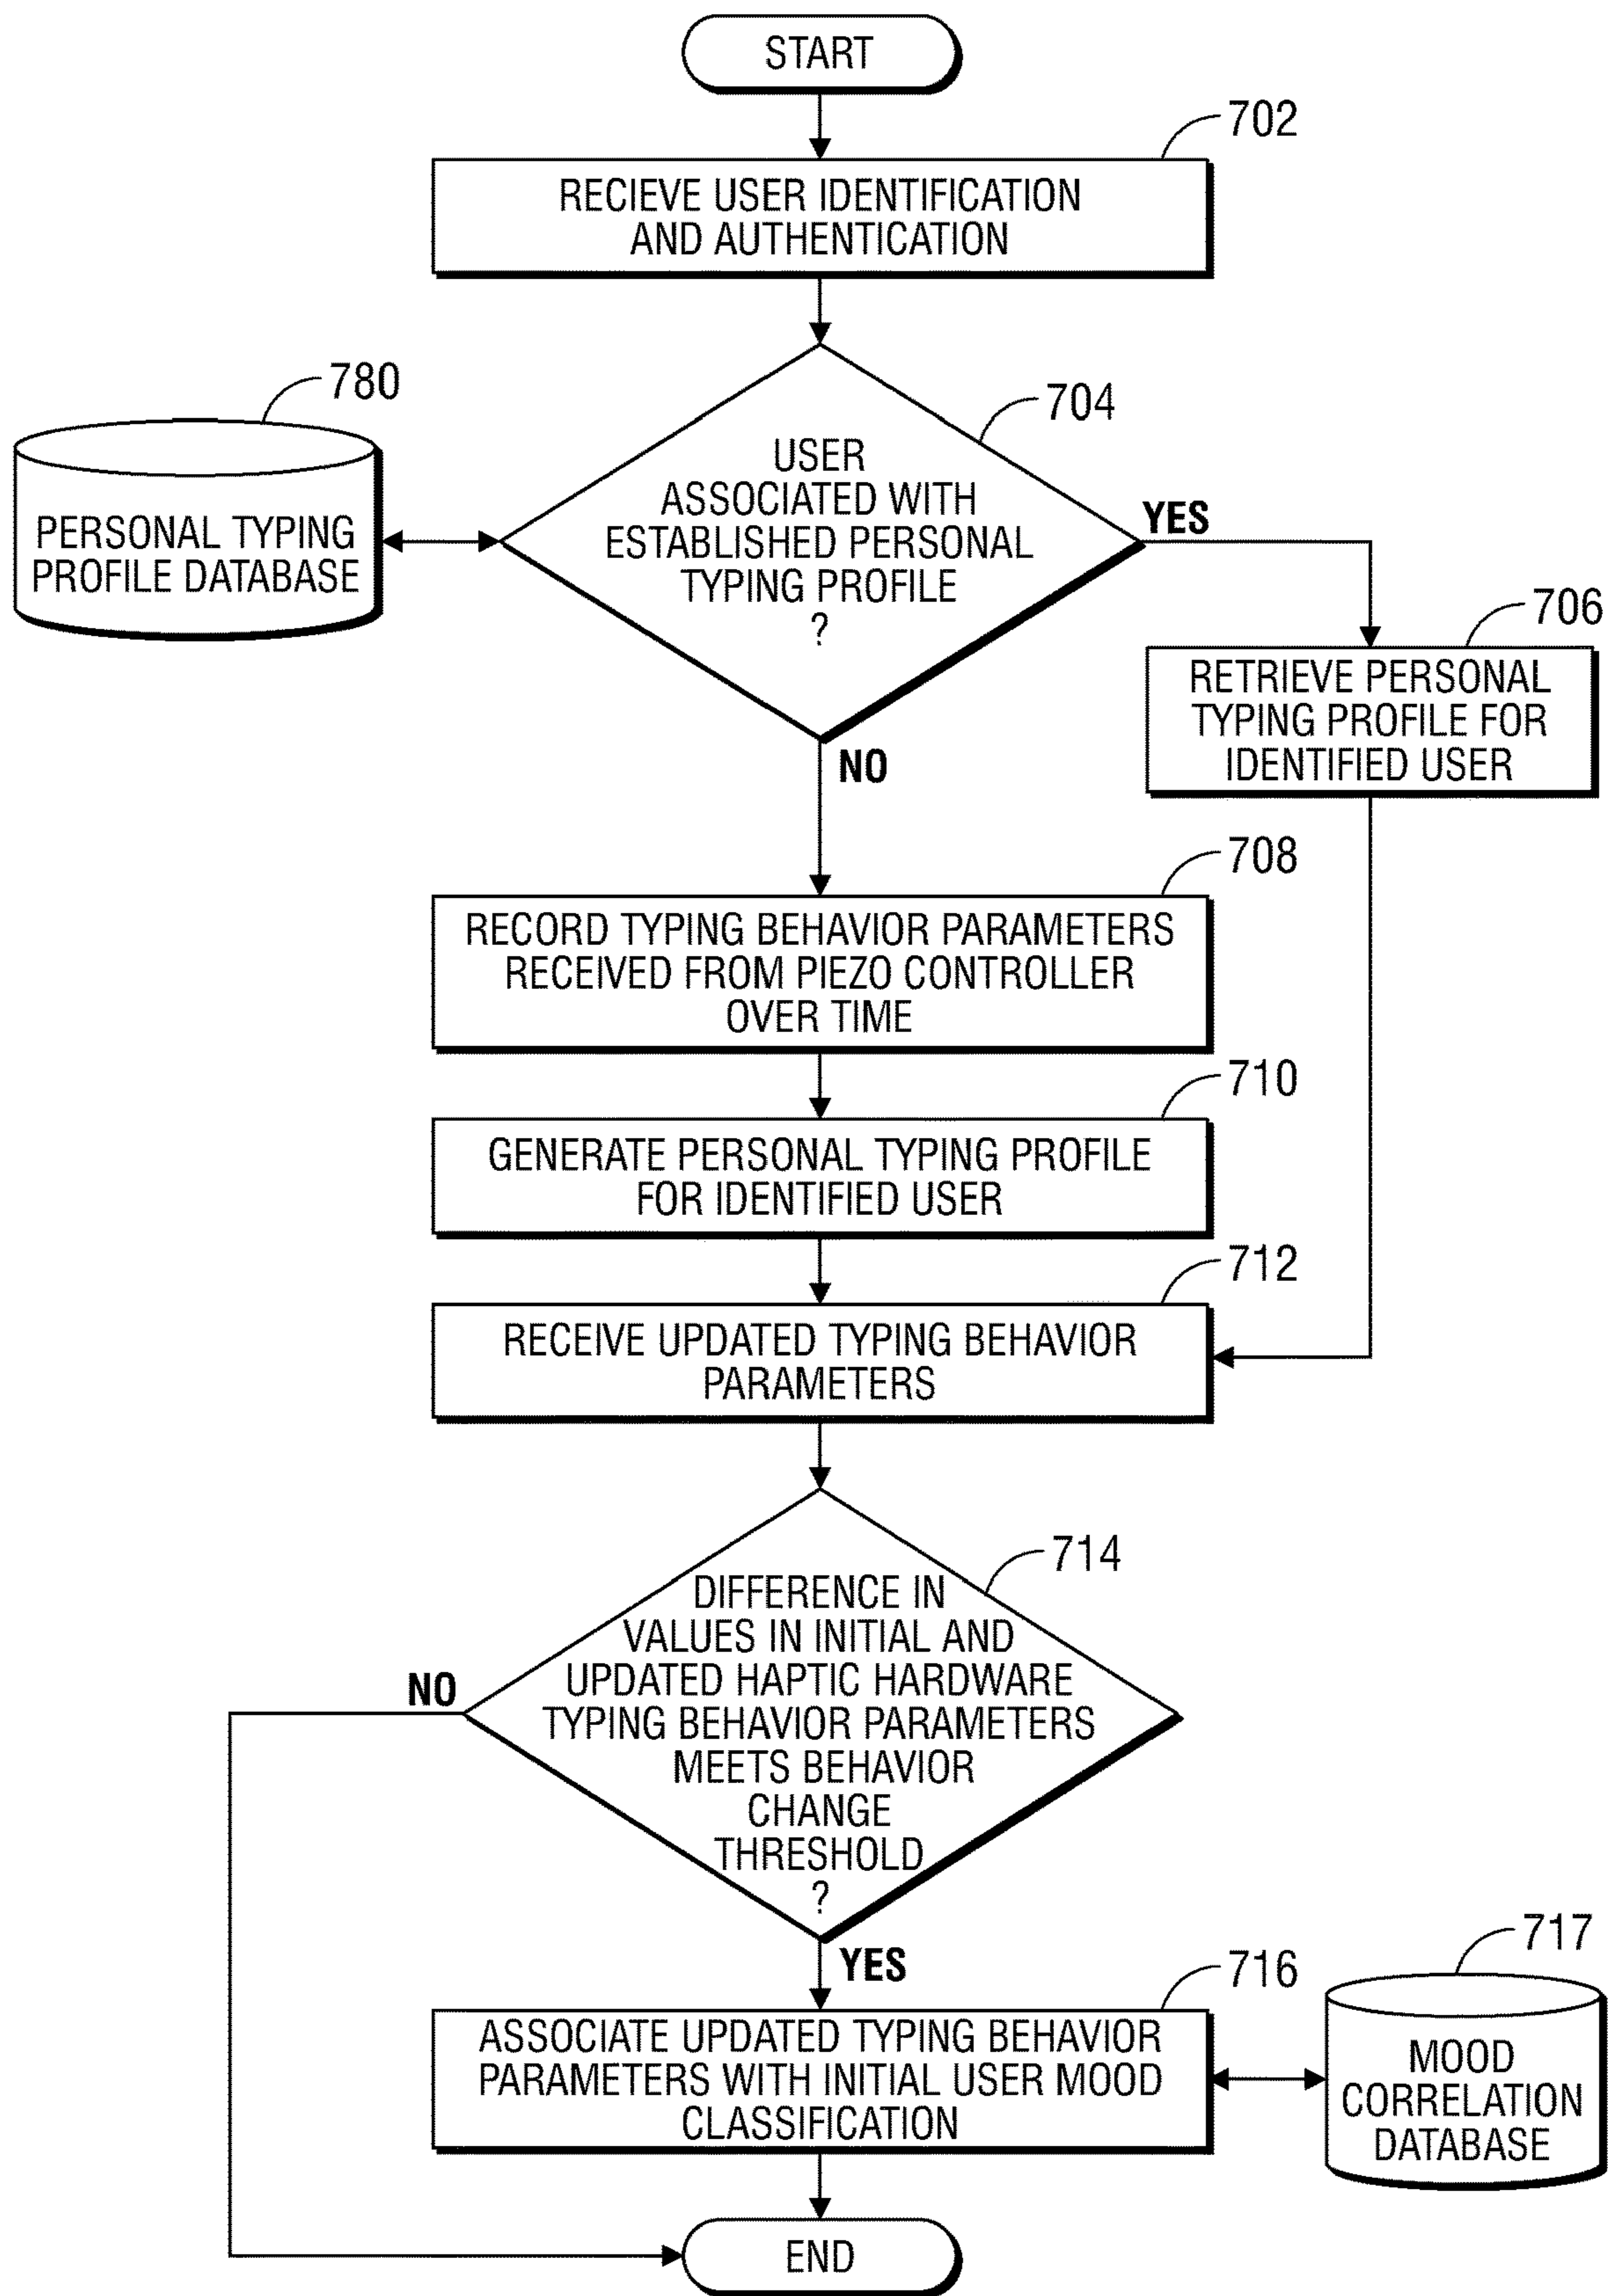 START
702
RECIEVE USER IDENTIFICATION
AND AUTHENTICATION
780
PERSONAL TYPING
PROFILE DATABASE
704
USER
ASSOCIATED WITH
ESTABLISHED PERSONAL
TYPING PROFILE
?
YES
NO
706
RETRIEVE PERSONAL
TYPING PROFILE FOR
IDENTIFIED USER
708
RECORD TYPING BEHAVIOR PARAMETERS
RECEIVED FROM PIEZO CONTROLLER
OVER TIME
710
GENERATE PERSONAL TYPING PROFILE
FOR IDENTIFIED USER
712
RECEIVE UPDATED TYPING BEHAVIOR
PARAMETERS
714
DIFFERENCE IN
VALUES IN INITIAL AND
UPDATED HAPTIC HARDWARE
TYPING BEHAVIOR PARAMETERS
MEETS BEHAVIOR
CHANGE
THRESHOLD
?
NO
YES
716
ASSOCIATE UPDATED TYPING BEHAVIOR
PARAMETERS WITH INITIAL USER MOOD
CLASSIFICATION
717
MOOD
CORRELATION
DATABASE
END